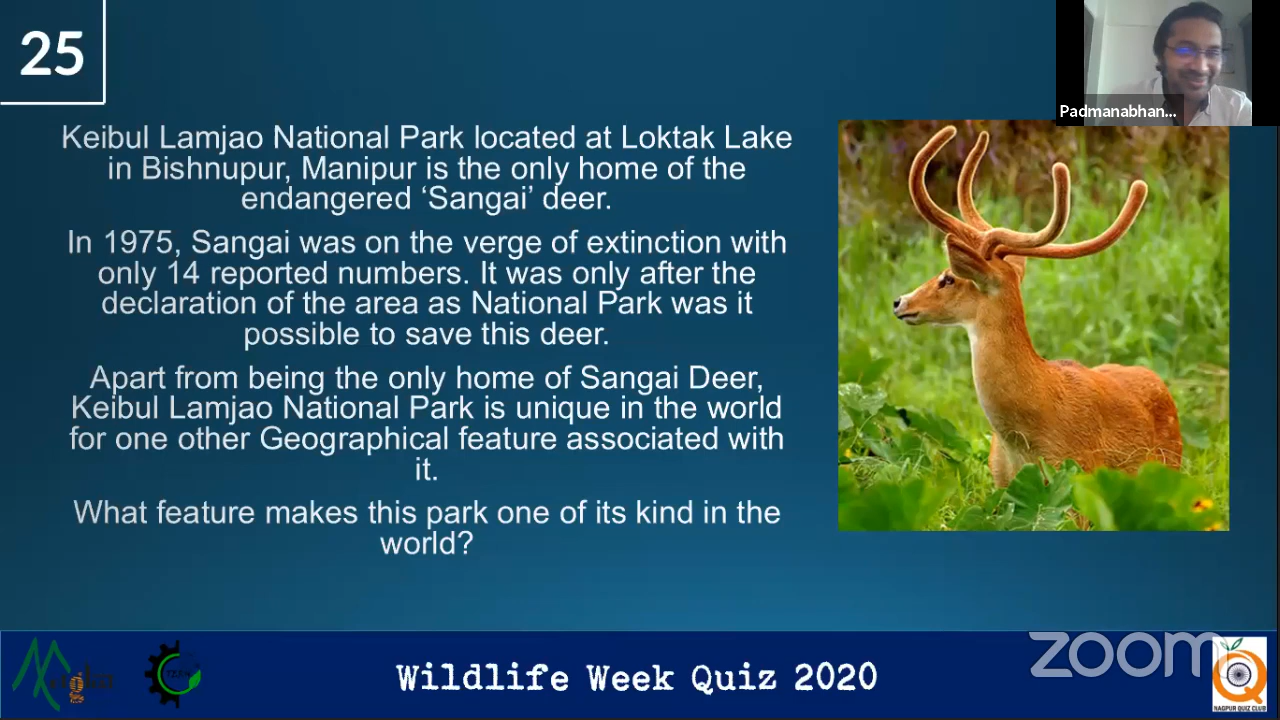 25
Padmanabhan...
Keibul Lamjao National Park located at Loktak Lake
in Bishnupur, Manipur is the only home of the
endangered ‘Sangai’ deer.
In 1975, Sangai was on the verge of extinction with
only 14 reported numbers. It was only after the
declaration of the area as National Park was it
possible to save this deer.
Apart from being the only home of Sangai Deer,
Keibul Lamjao National Park is unique in the world
for one other Geographical feature associated with
it.
What feature makes this park one of its kind in the
world?
Wildlife Week Quiz 2020
zoom
NAGPUR QUIZ CLUB